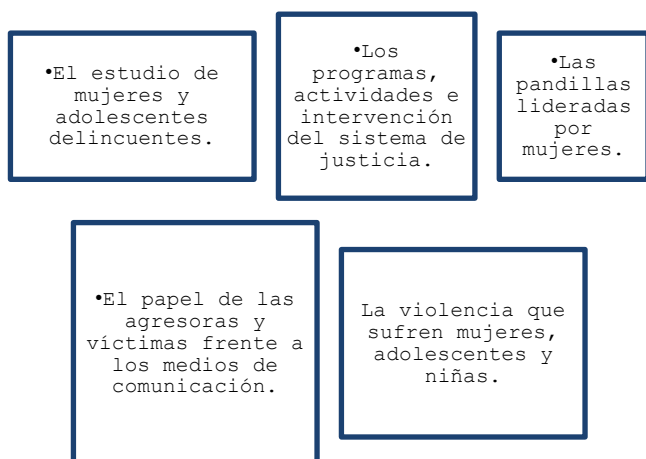 •El estudio de
mujeres y
adolescentes
delincuentes.
•Los
programas,
actividades e
intervención
del sistema de
justicia.
•Las
pandillas
lideradas
por
mujeres.
•El papel de las
agresoras y
víctimas frente a
los medios de
comunicación.
La violencia que
sufren mujeres,
adolescentes y
niñas.